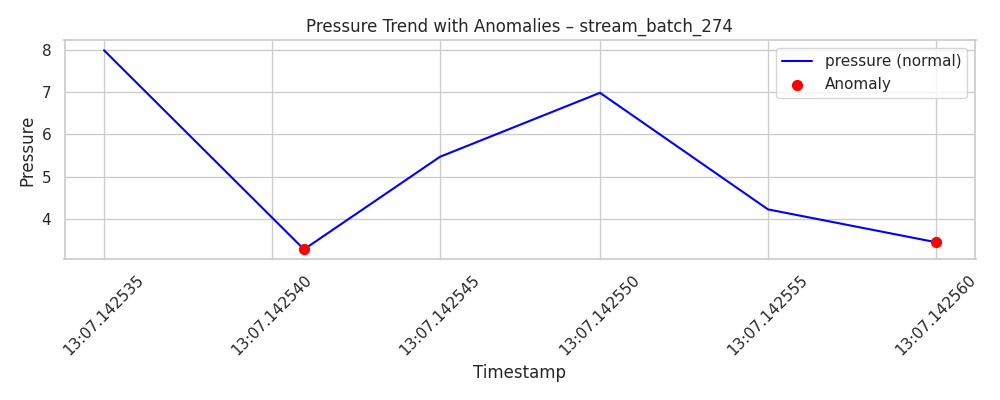 Pressure Trend with Anomalies – stream_batch_274
pressure (normal)
Anomaly
Pressure
8
7
6
5
4
13:07.142535
13:07.142540
13:07.142545
13:07.142550
13:07.142555
13:07.142560
Timestamp